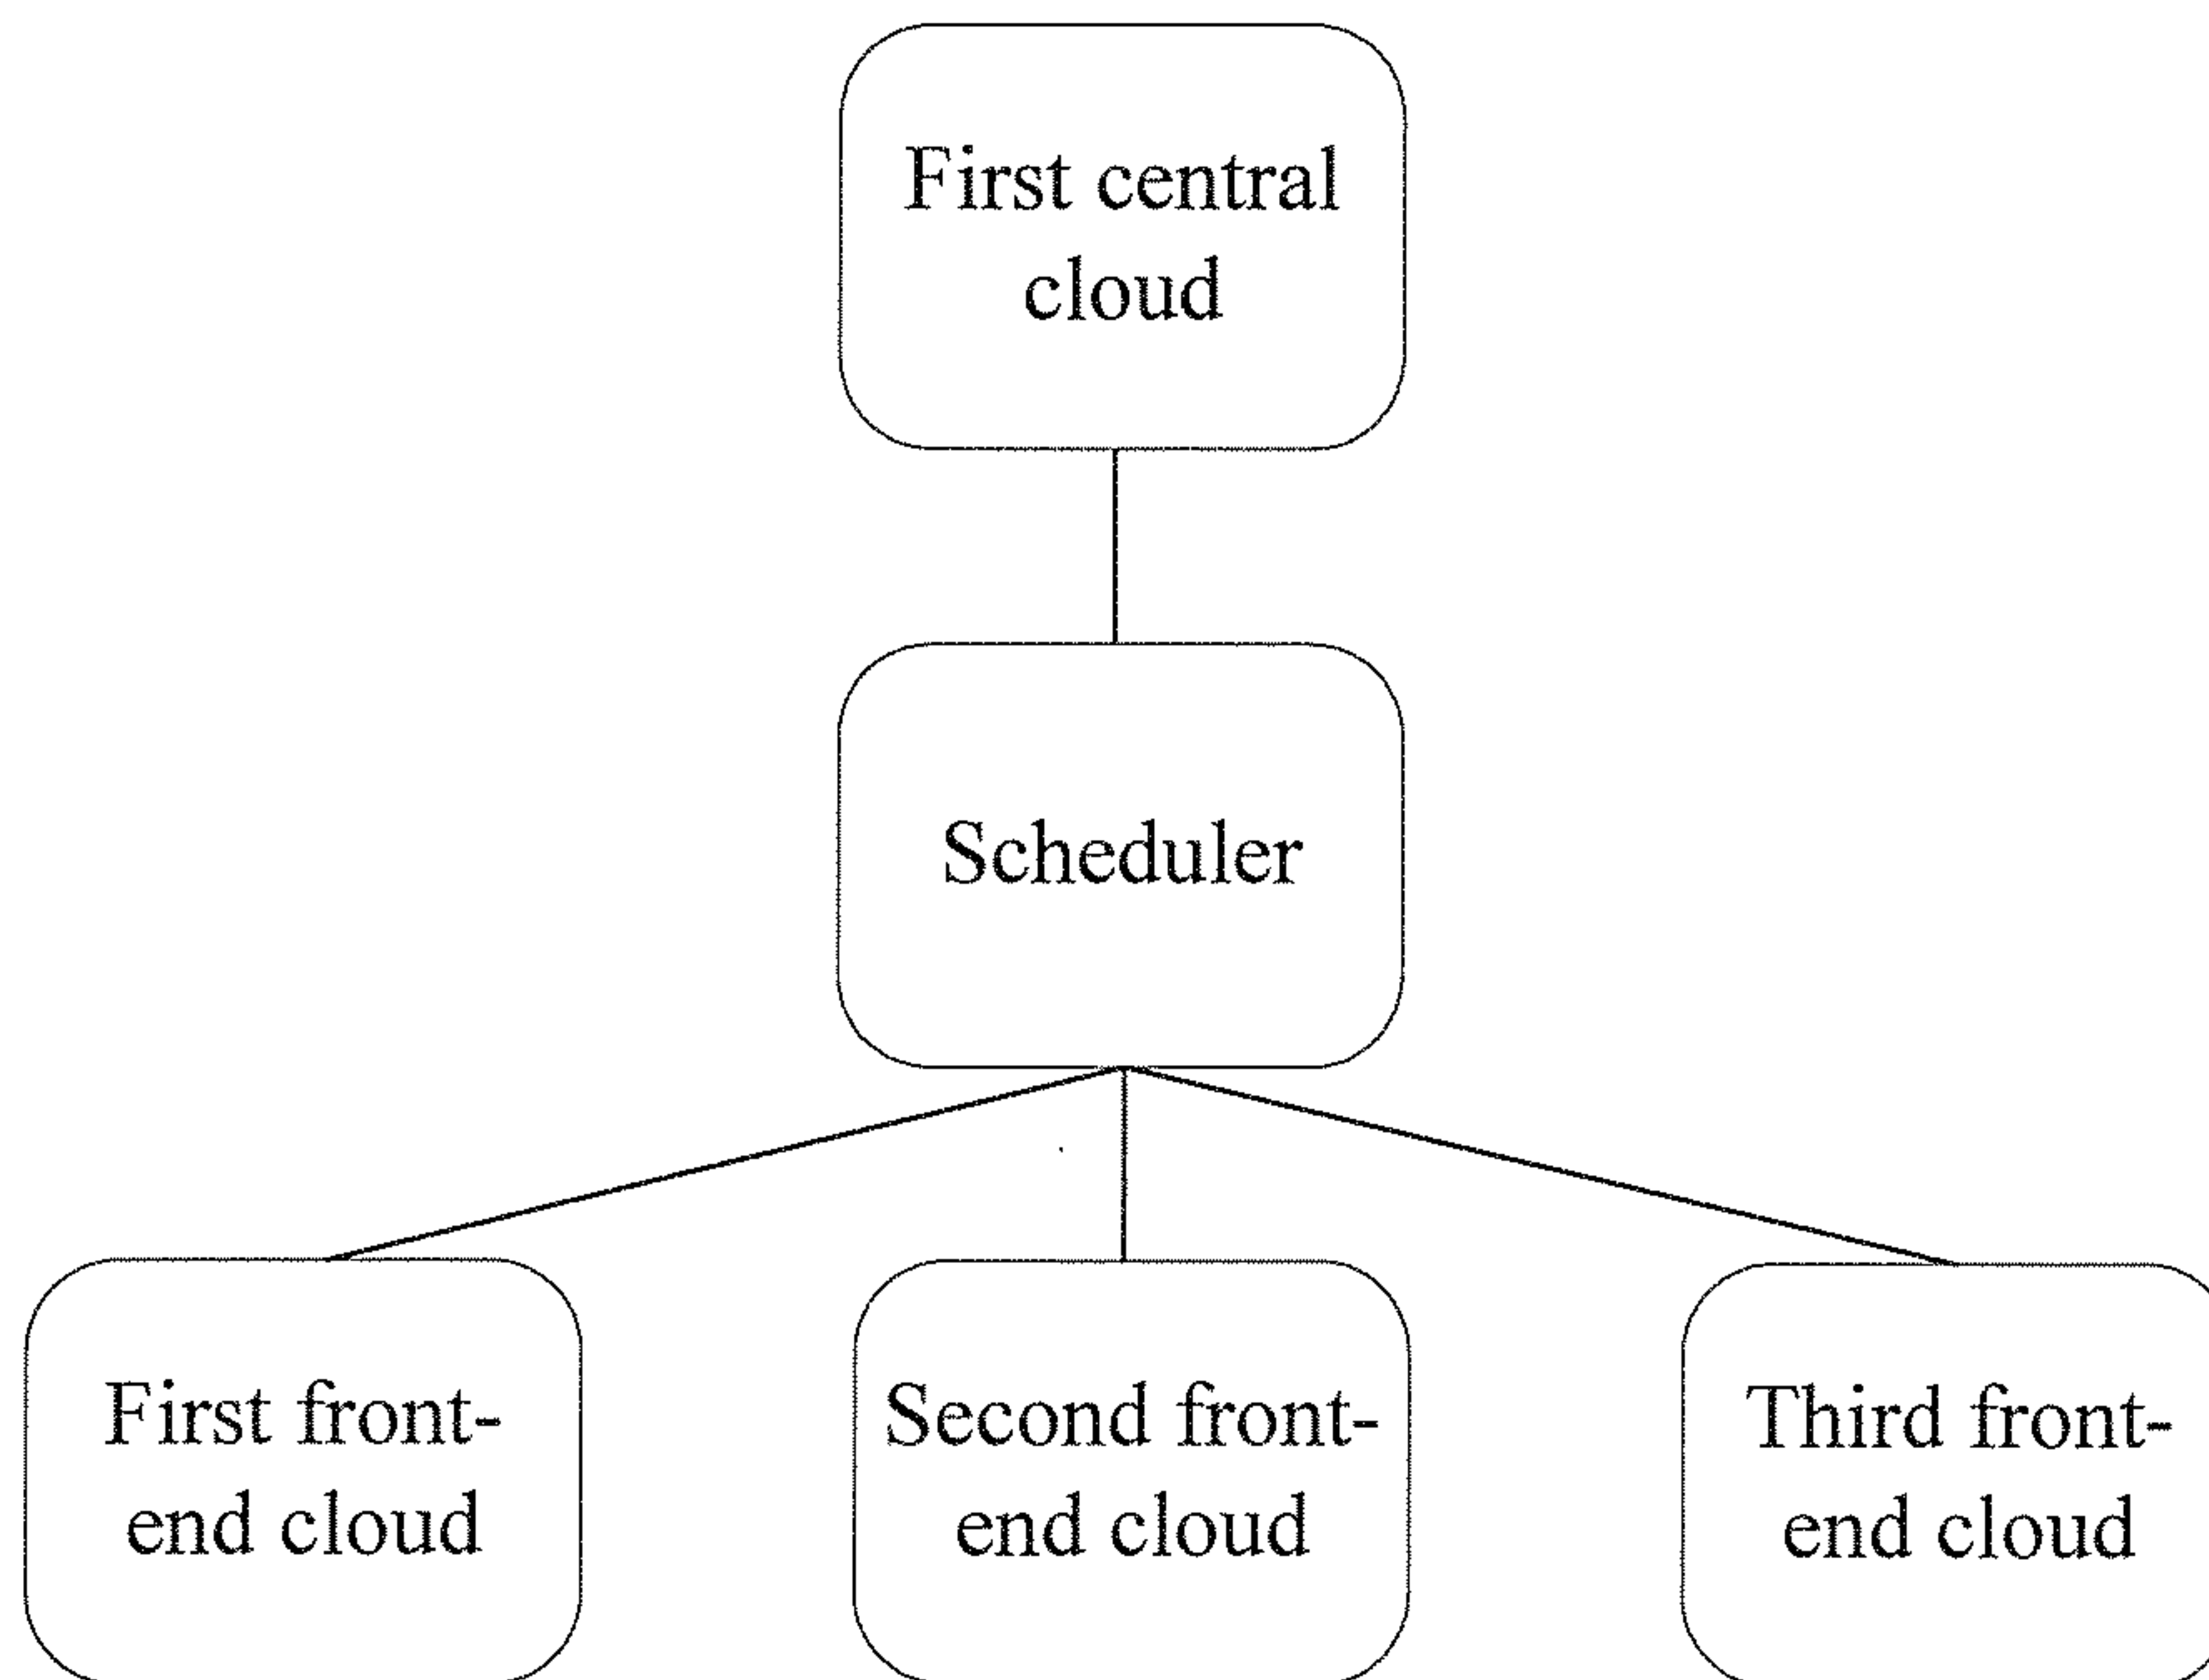 First central
cloud
Scheduler
First front-
end cloud
Second front-
end cloud
Third front-
end cloud